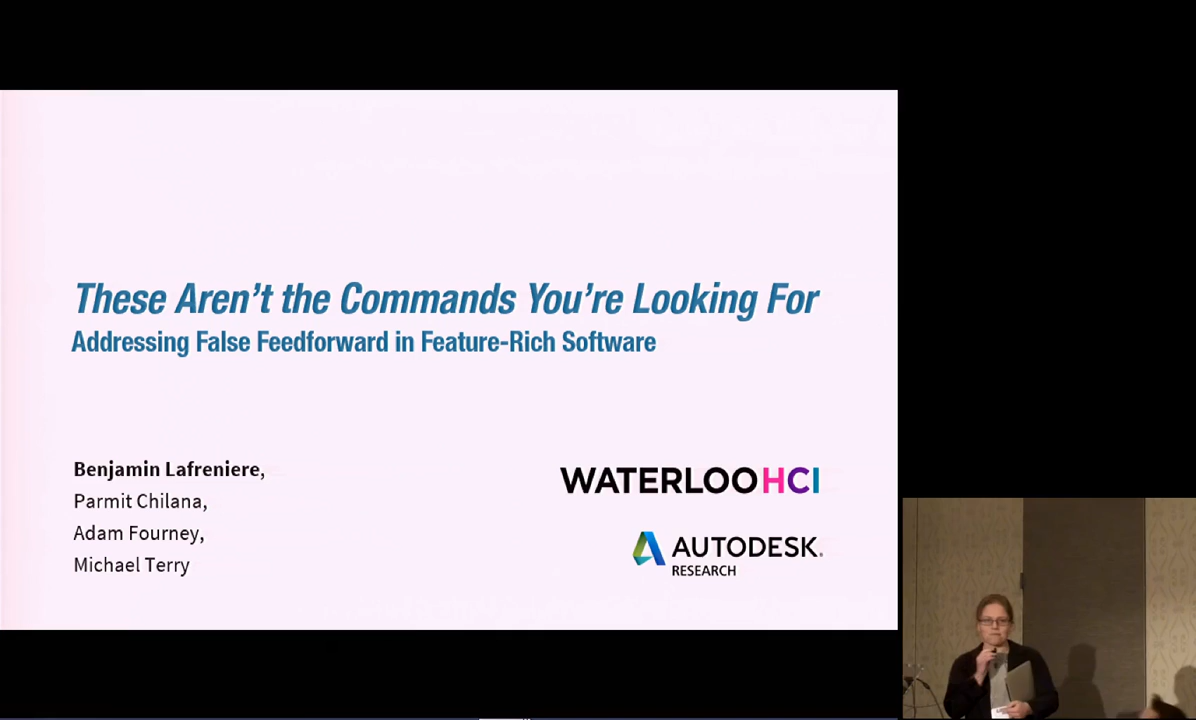 These Aren't the Commands You're Looking For
Addressing False Feedforward in Feature-Rich Software
Benjamin Lafreniere,
Parmit Chilana,
Adam Fourney,
Michael Terry
WATERLOOHCI
AUTODESK.
RESEARCH